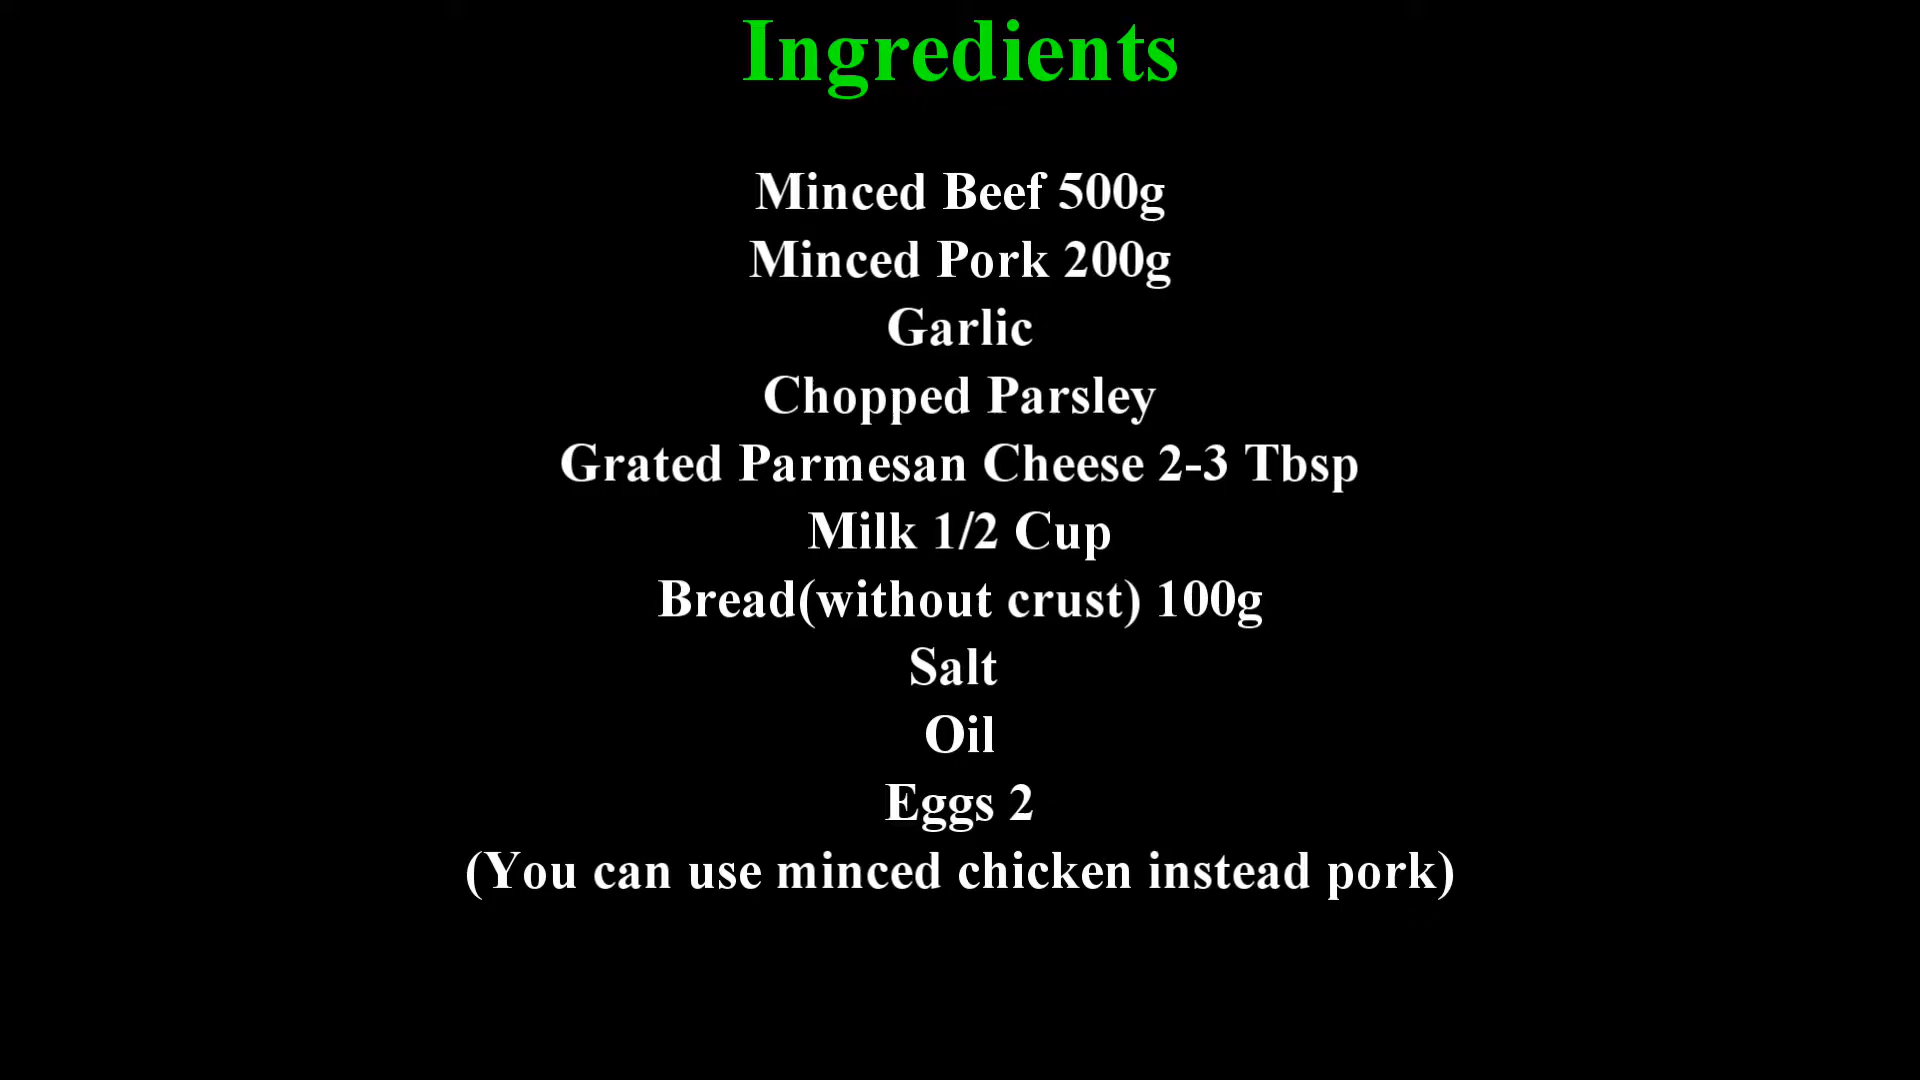 Ingredients
Minced Beef 500g
Minced Pork 200g
Garlic
Chopped Parsley
Grated Parmesan Cheese 2-3 Tbsp
Milk 1/2 Cup
Bread(without crust) 100g
Salt
Oil
Eggs 2
(You can use minced chicken instead pork)